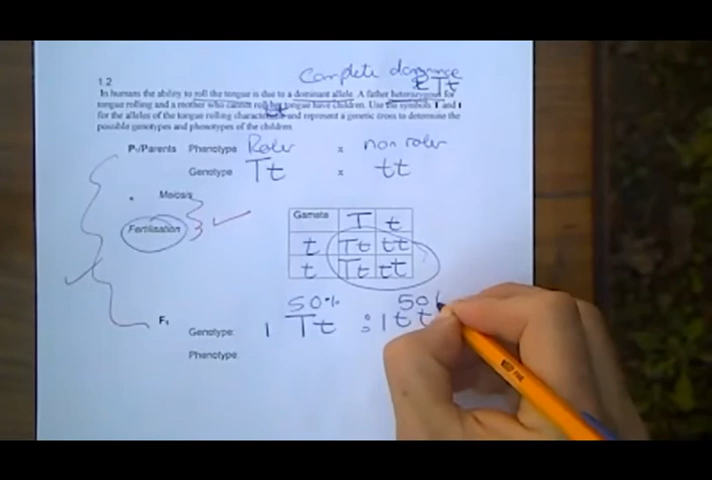 Complete
Tt
1.2
In humans the ability to roll the tongue is due to a dominant allele. A father heterozygous for
tongue rolling and a mother who cannot roll her tongue have children. Use the symbols T and t
for the alleles of the tongue rolling and represent a genetic cross to determine the
possible genotypes and phenotypes of the children.
P₁/Parents Phenotype Roller x non roller
Genotype Tt x tt
Meiosis
Gamete T t
Fertilisation
t Tt tt
t Tt tt
50% 50
F₁
Genotype: 1 Tt : 1 tt
Phenotype